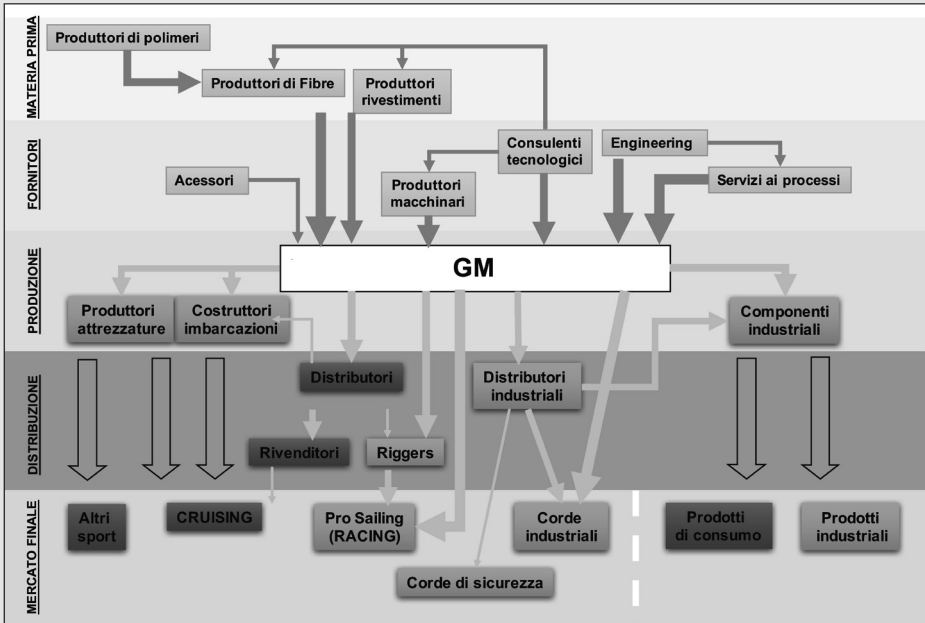 MATERIA PRIMA
Produttori di polimeri
Produttori di Fibre
Produttori
rivestimenti
FORNITORI
Acessori
Produttori
macchinari
Consulenti
tecnologici
Engineering
Servizi ai processi
PRODUZIONE
GM
Produttori
attrezzature
Costruttori
imbarcazioni
Componenti
industriali
DISTRIBUZIONE
Distributori
Distributori
industriali
Rivenditori
Riggers
MERCATO FINALE
Altri
sport
CRUISING
Pro Sailing
(RACING)
Corde
industriali
Prodotti
di consumo
Prodotti
industriali
Corde di sicurezza